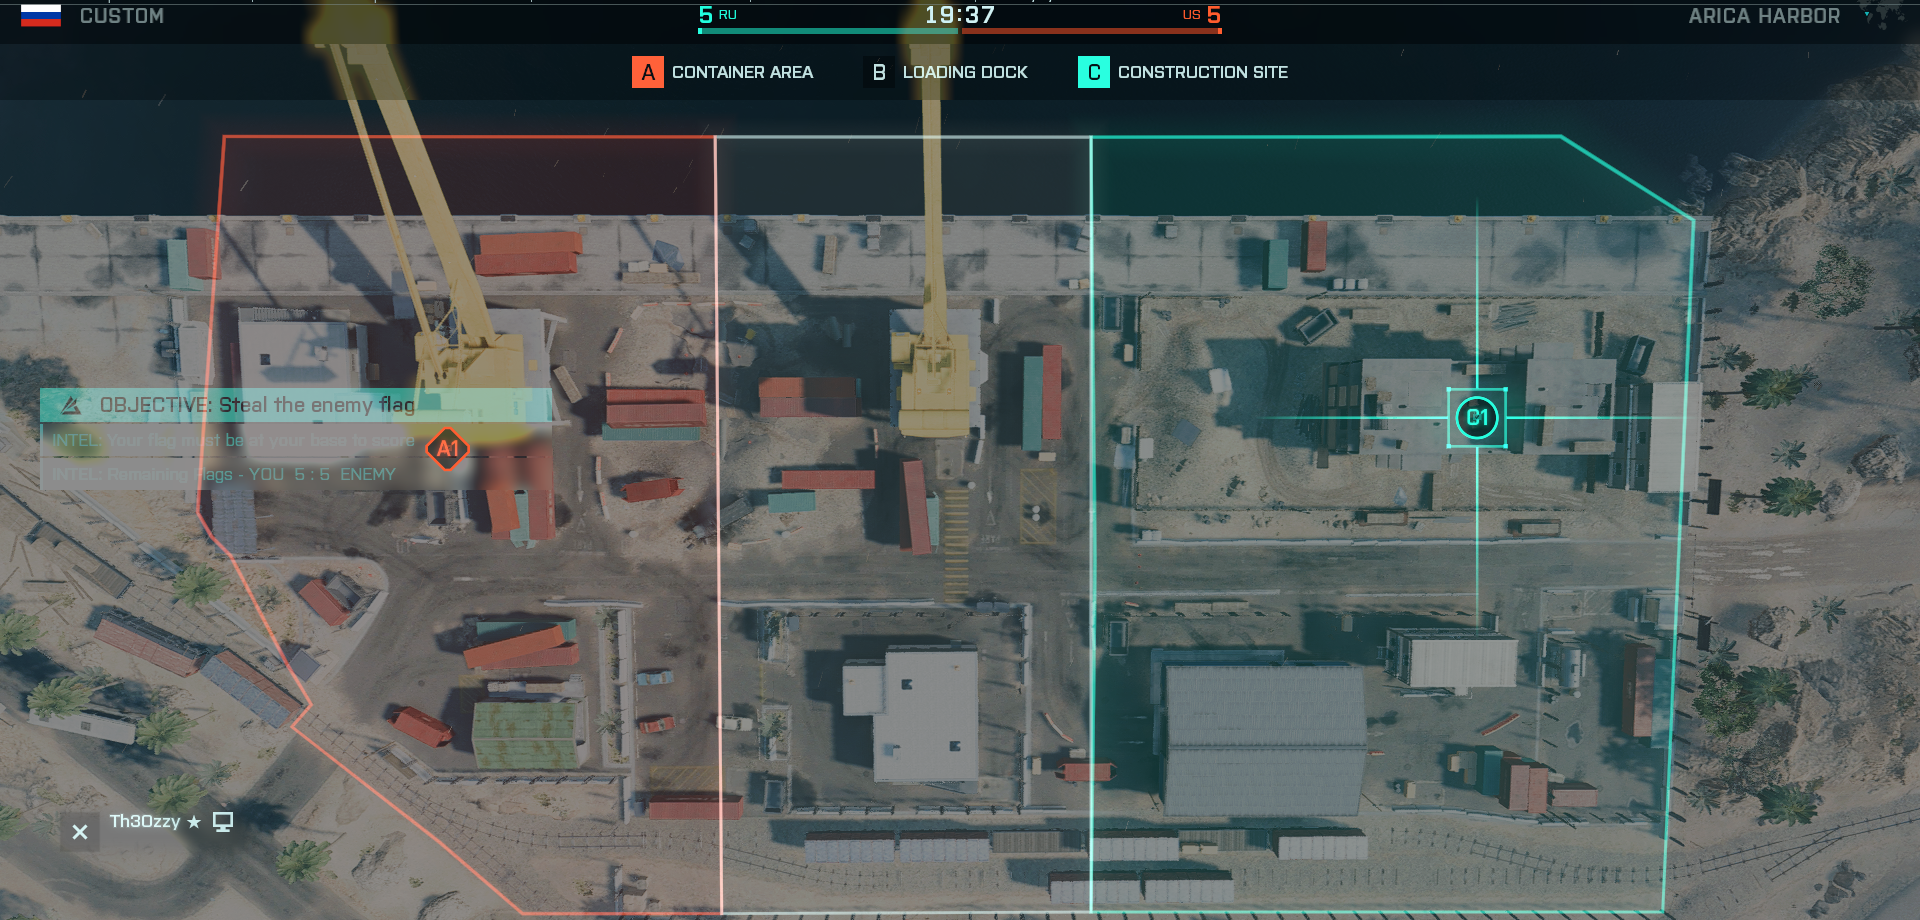 CUSTOM
5 RU
19:37
US 5
ARICA HARBOR
A CONTAINER AREA
B LOADING DOCK
C CONSTRUCTION SITE
OBJECTIVE: Steal the enemy flag
INTEL: Your flag must be at your base to score
INTEL: Remaining Flags - YOU 5 : 5 ENEMY
A1
C1
Th3Ozzy